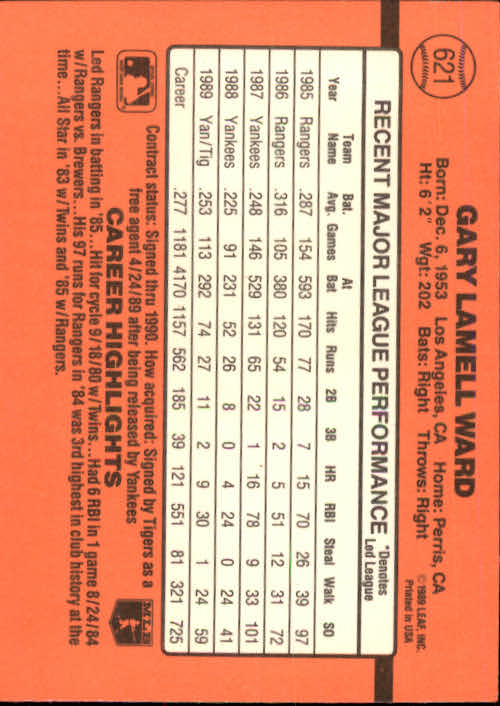 621
GARY LAMELL WARD
Born: Dec. 6, 1953 Los Angeles, CA Home: Perris, CA
Ht: 6'2" Wgt: 202 Bats: Right Throws: Right
© 1989 LEAF, INC.
Printed in USA
RECENT MAJOR LEAGUE PERFORMANCE *Denotes Led League
Year Team Name Bat. Avg. Games At Bat Hits Runs 2B 3B HR RBI Steal Walk SO
1985 Rangers .287 154 593 170 77 28 7 15 70 26 39 97
1986 Rangers .316 105 380 120 54 15 2 5 51 12 31 72
1987 Yankees .248 146 529 131 65 22 1 16 78 9 33 101
1988 Yankees .225 91 231 52 26 8 0 4 24 0 24 41
1989 Yan/Tig .253 113 292 74 27 11 2 9 30 1 24 59
Career .277 1181 4170 1157 562 185 39 121 551 81 321 725
Contract status: Signed thru 1990. How acquired: Signed by Tigers as a
free agent 4/24/89 after being released by Yankees
MLB
CAREER HIGHLIGHTS
Led Rangers in batting in '85...Hit for cycle 9/18/80 w/Twins...Had 6 RBI in 1 game 8/24/84
w/Rangers vs. Brewers...His 97 runs for Rangers in '84 was 3rd highest in club history at the
time...All Star in '83 w/Twins and '85 w/Rangers.